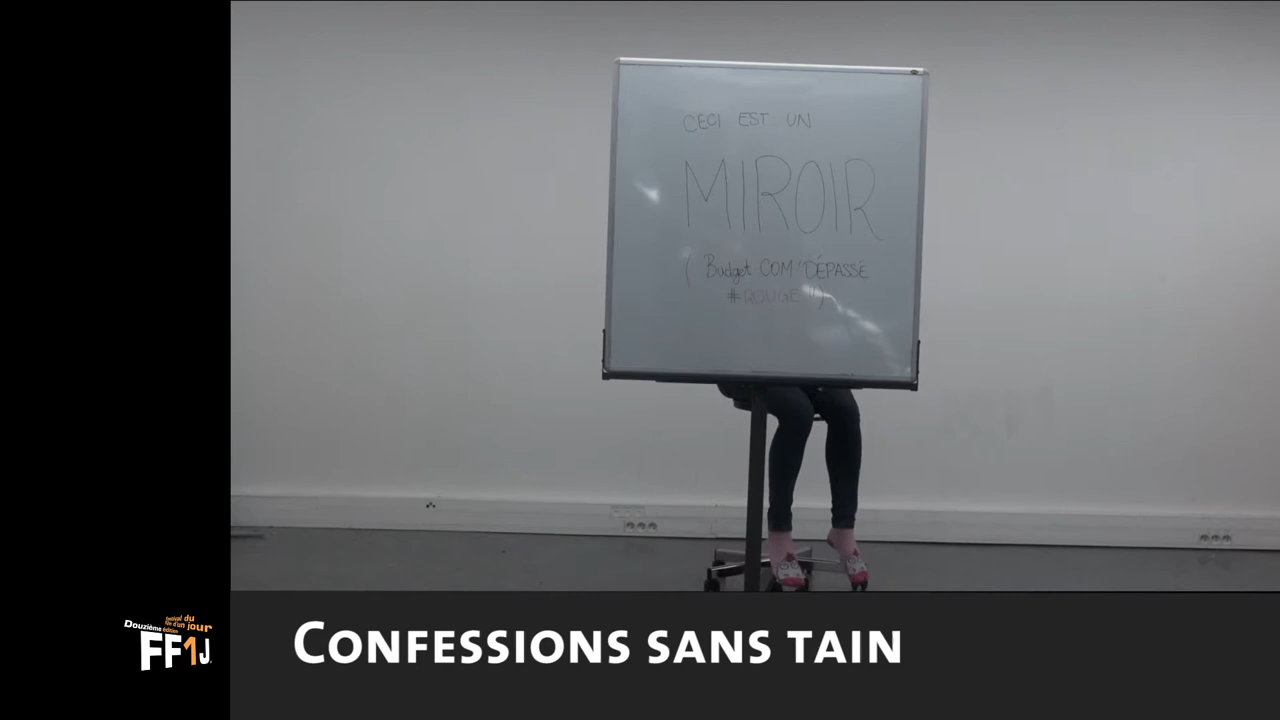 CECI EST UN
MIROIR
( Budget COM' DÉPASSÉ
#ROUGE !!)
Douzième édition
festival du
film d'un jour
FF1J
CONFESSIONS SANS TAIN